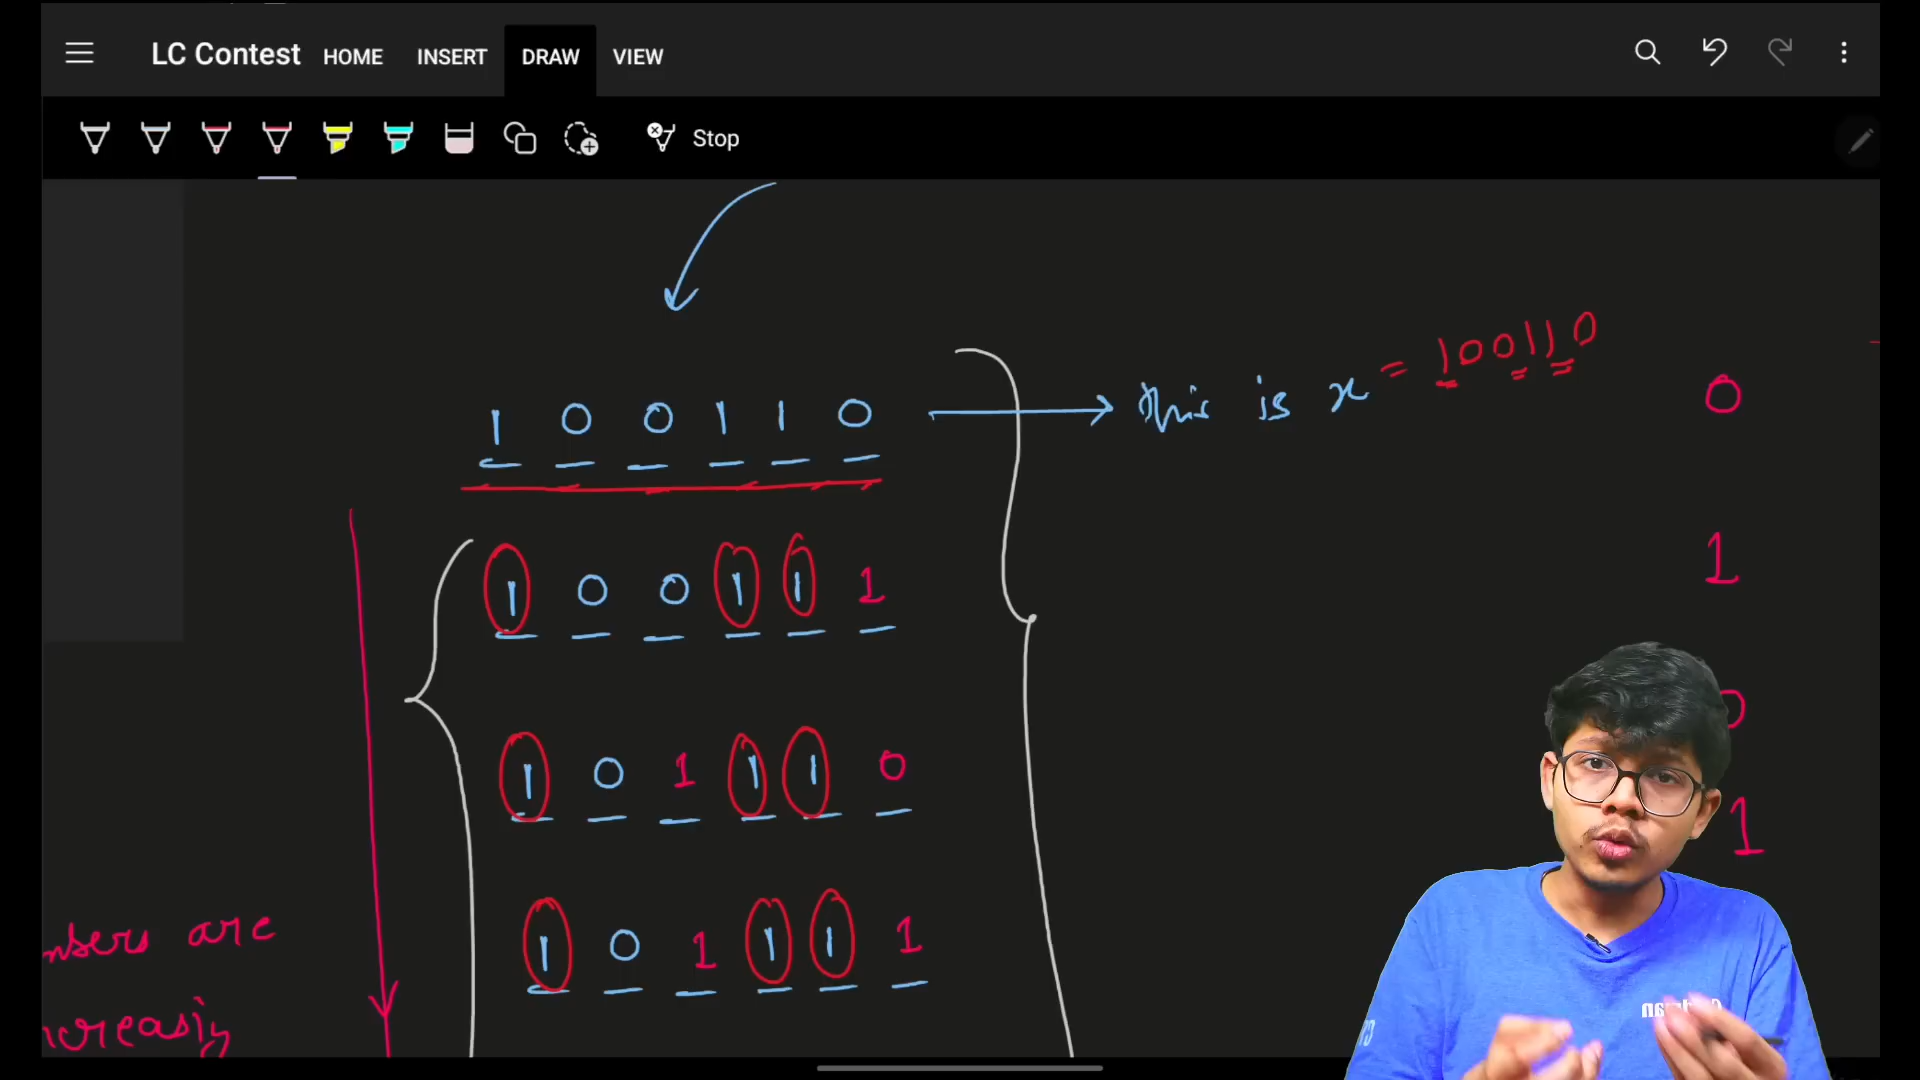 LC Contest HOME INSERT DRAW VIEW
Stop
1 0 0 1 1 0 this is x = 100110
0
1 0 0 1 1 1
1
1 0 1 1 1 0
0
1 0 1 1 1 1
1
are